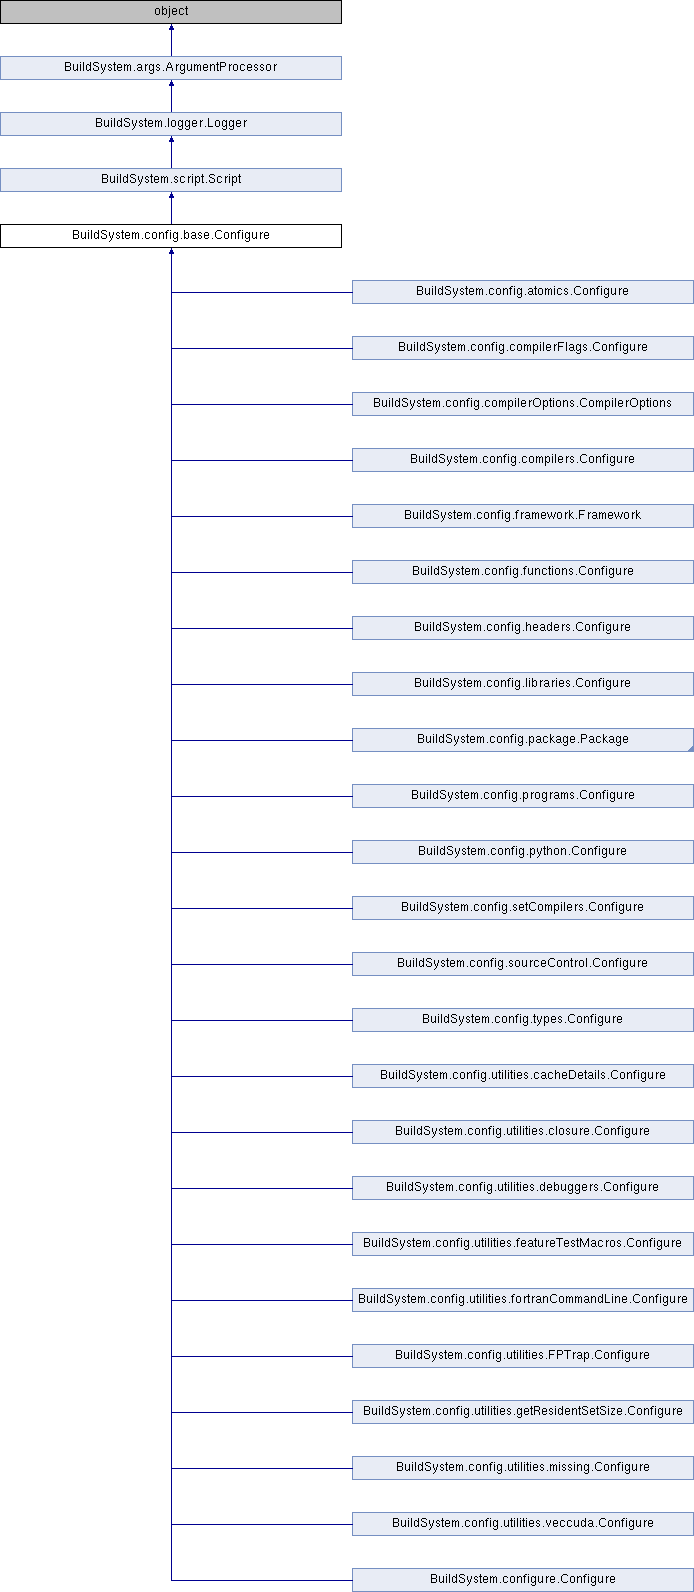 object
BuildSystem.args.ArgumentProcessor
BuildSystem.logger.Logger
BuildSystem.script.Script
BuildSystem.config.base.Configure
BuildSystem.config.atomics.Configure
BuildSystem.config.compilerFlags.Configure
BuildSystem.config.compilerOptions.CompilerOptions
BuildSystem.config.compilers.Configure
BuildSystem.config.framework.Framework
BuildSystem.config.functions.Configure
BuildSystem.config.headers.Configure
BuildSystem.config.libraries.Configure
BuildSystem.config.package.Package
BuildSystem.config.programs.Configure
BuildSystem.config.python.Configure
BuildSystem.config.setCompilers.Configure
BuildSystem.config.sourceControl.Configure
BuildSystem.config.types.Configure
BuildSystem.config.utilities.cacheDetails.Configure
BuildSystem.config.utilities.closure.Configure
BuildSystem.config.utilities.debuggers.Configure
BuildSystem.config.utilities.featureTestMacros.Configure
BuildSystem.config.utilities.fortranCommandLine.Configure
BuildSystem.config.utilities.FPTrap.Configure
BuildSystem.config.utilities.getResidentSetSize.Configure
BuildSystem.config.utilities.missing.Configure
BuildSystem.config.utilities.veccuda.Configure
BuildSystem.configure.Configure